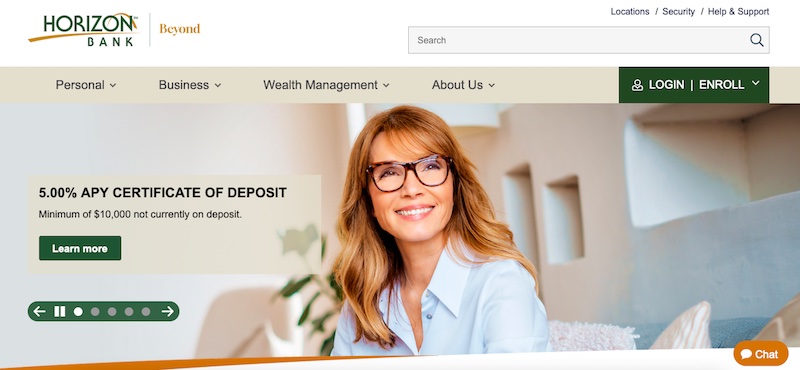 HORIZON
BANK
Beyond
Locations / Security / Help & Support
Search
Personal
Business
Wealth Management
About Us
LOGIN | ENROLL
5.00% APY CERTIFICATE OF DEPOSIT
Minimum of $10,000 not currently on deposit.
Learn more
Chat